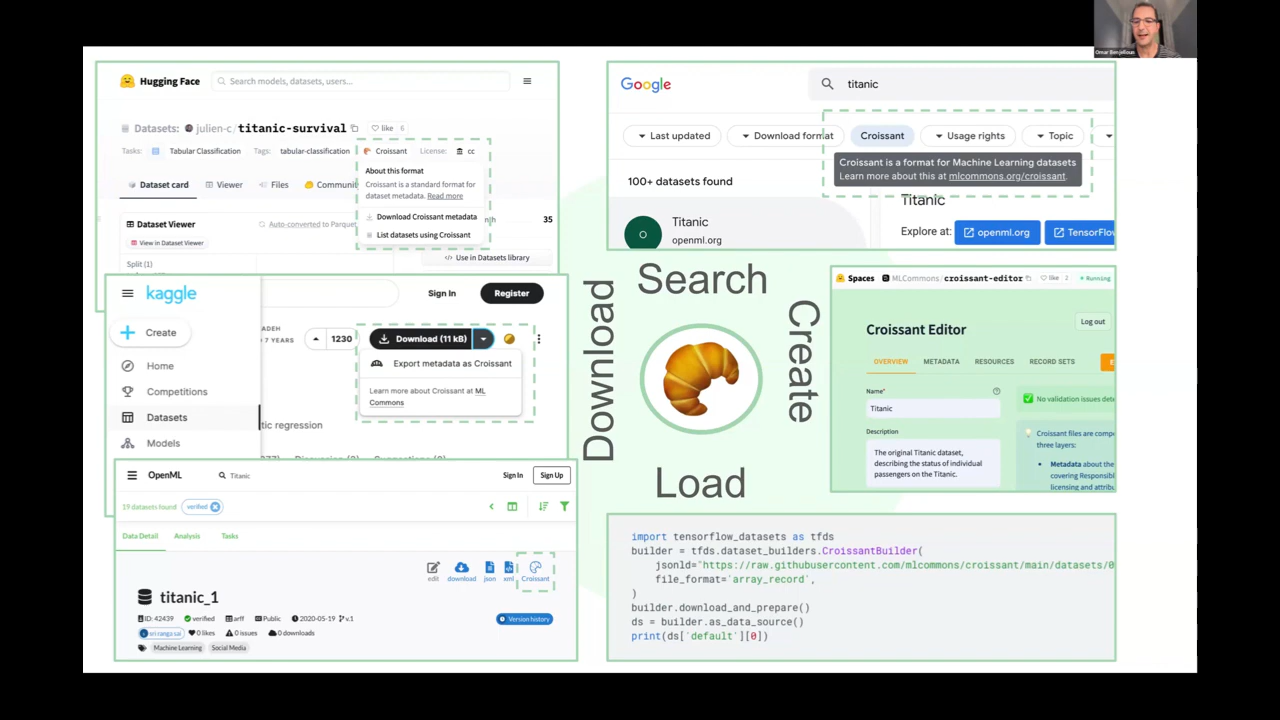 Omar Benjelloun
Hugging Face
Search models, datasets, users...
Datasets: julien-c/titanic-survival
like 6
Tasks: Tabular Classification Tags: tabular-classification Croissant License: cc
About this format
Croissant is a standard format for
dataset metadata. Read more
Download Croissant metadata
List datasets using Croissant
Dataset card Viewer Files Community
Dataset Viewer
Auto-converted to Parquet
nth 35
View in Dataset Viewer
Split (1)
</> Use in Datasets library
kaggle
Sign In Register
Create
ADEH
7 YEARS
1230
Download (11 kB)
Export metadata as Croissant
Learn more about Croissant at ML
Commons
Home
Competitions
Datasets
Models
tic regression
OpenML
Titanic
Sign In Sign Up
19 datasets found verified
Data Detail Analysis Tasks
edit download json xml Croissant
titanic_1
ID: 42439 verified arff Public 2020-05-19 v.1
Version history
sri ranga sai 0 likes 0 issues 0 downloads
Machine Learning Social Media
Google
titanic
Last updated Download format Croissant Usage rights Topic
Croissant is a format for Machine Learning datasets
Learn more about this at mlcommons.org/croissant.
100+ datasets found
Titanic
openml.org
Titanic
Explore at: openml.org TensorFlow
Search
Download
Create
Load
Spaces MLCommons/croissant-editor like 2 Running
Log out
Croissant Editor
OVERVIEW METADATA RESOURCES RECORD SETS
Name*
Titanic
No validation issues dete
Description
The original Titanic dataset,
describing the status of individual
passengers on the Titanic.
Croissant files are compo
three layers:
Metadata about the
covering Responsi
licensing and attrib
import tensorflow_datasets as tfds
builder = tfds.dataset_builders.CroissantBuilder(
jsonld="https://raw.githubusercontent.com/mlcommons/croissant/main/datasets/0
file_format='array_record',
)
builder.download_and_prepare()
ds = builder.as_data_source()
print(ds['default'][0])